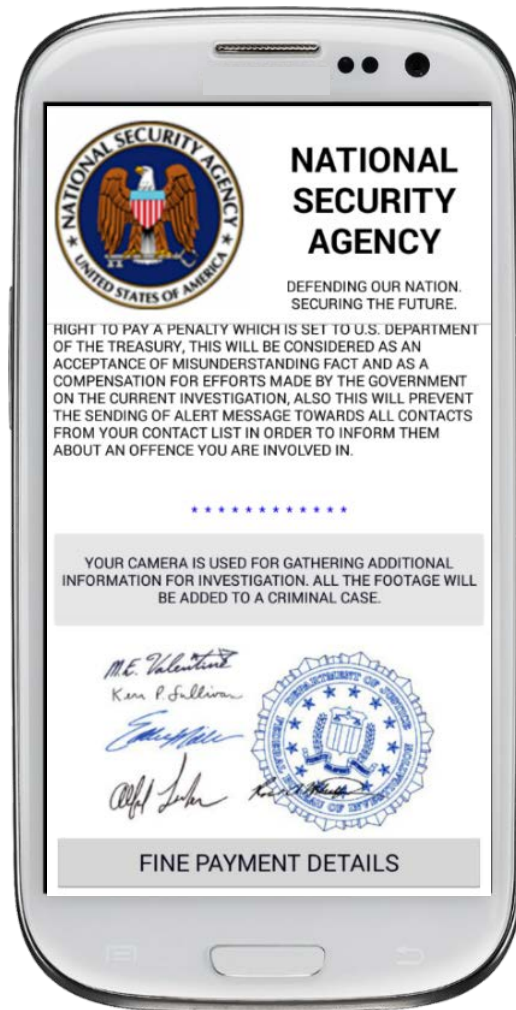 NATIONAL SECURITY AGENCY
UNITED STATES OF AMERICA
NATIONAL
SECURITY
AGENCY
DEFENDING OUR NATION.
SECURING THE FUTURE.
RIGHT TO PAY A PENALTY WHICH IS SET TO U.S. DEPARTMENT
OF THE TREASURY, THIS WILL BE CONSIDERED AS AN
ACCEPTANCE OF MISUNDERSTANDING FACT AND AS A
COMPENSATION FOR EFFORTS MADE BY THE GOVERNMENT
ON THE CURRENT INVESTIGATION, ALSO THIS WILL PREVENT
THE SENDING OF ALERT MESSAGE TOWARDS ALL CONTACTS
FROM YOUR CONTACT LIST IN ORDER TO INFORM THEM
ABOUT AN OFFENCE YOU ARE INVOLVED IN.
* * * * * * * * * * * *
YOUR CAMERA IS USED FOR GATHERING ADDITIONAL
INFORMATION FOR INVESTIGATION. ALL THE FOOTAGE WILL
BE ADDED TO A CRIMINAL CASE.
M.E. Valentine
P. Sullivan
DEPARTMENT OF JUSTICE
FEDERAL BUREAU OF INVESTIGATION
FINE PAYMENT DETAILS